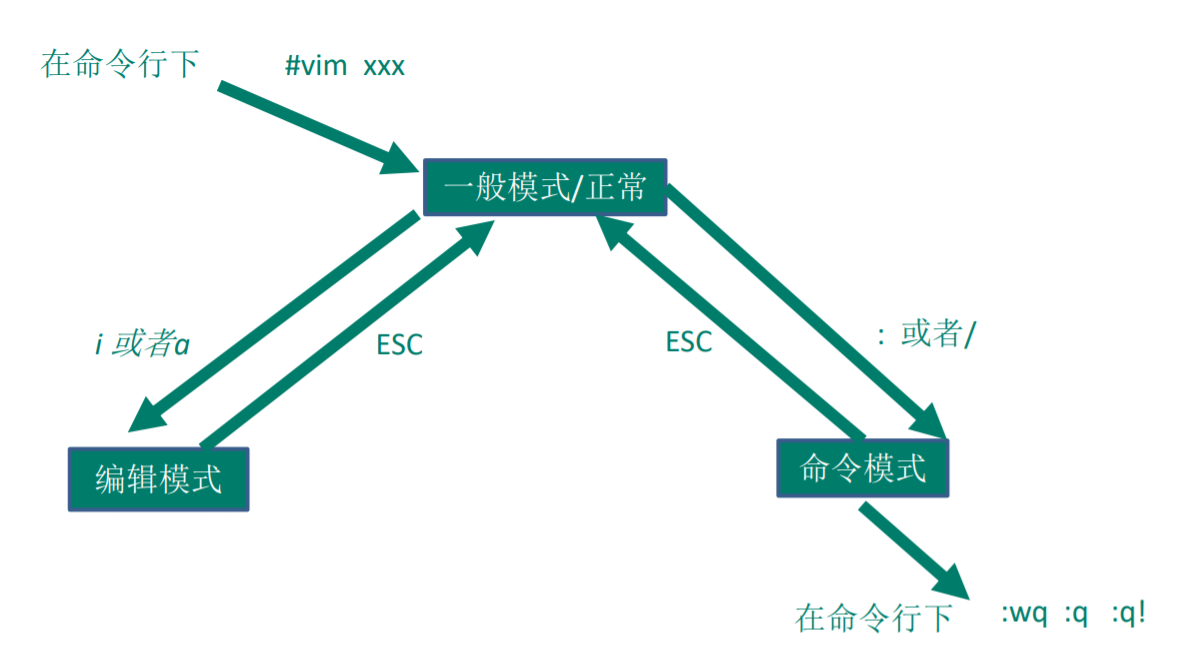 在命令行下 #vim xxx
一般模式/正常
i 或者a
ESC
ESC
: 或者/
编辑模式
命令模式
在命令行下 :wq :q :q!